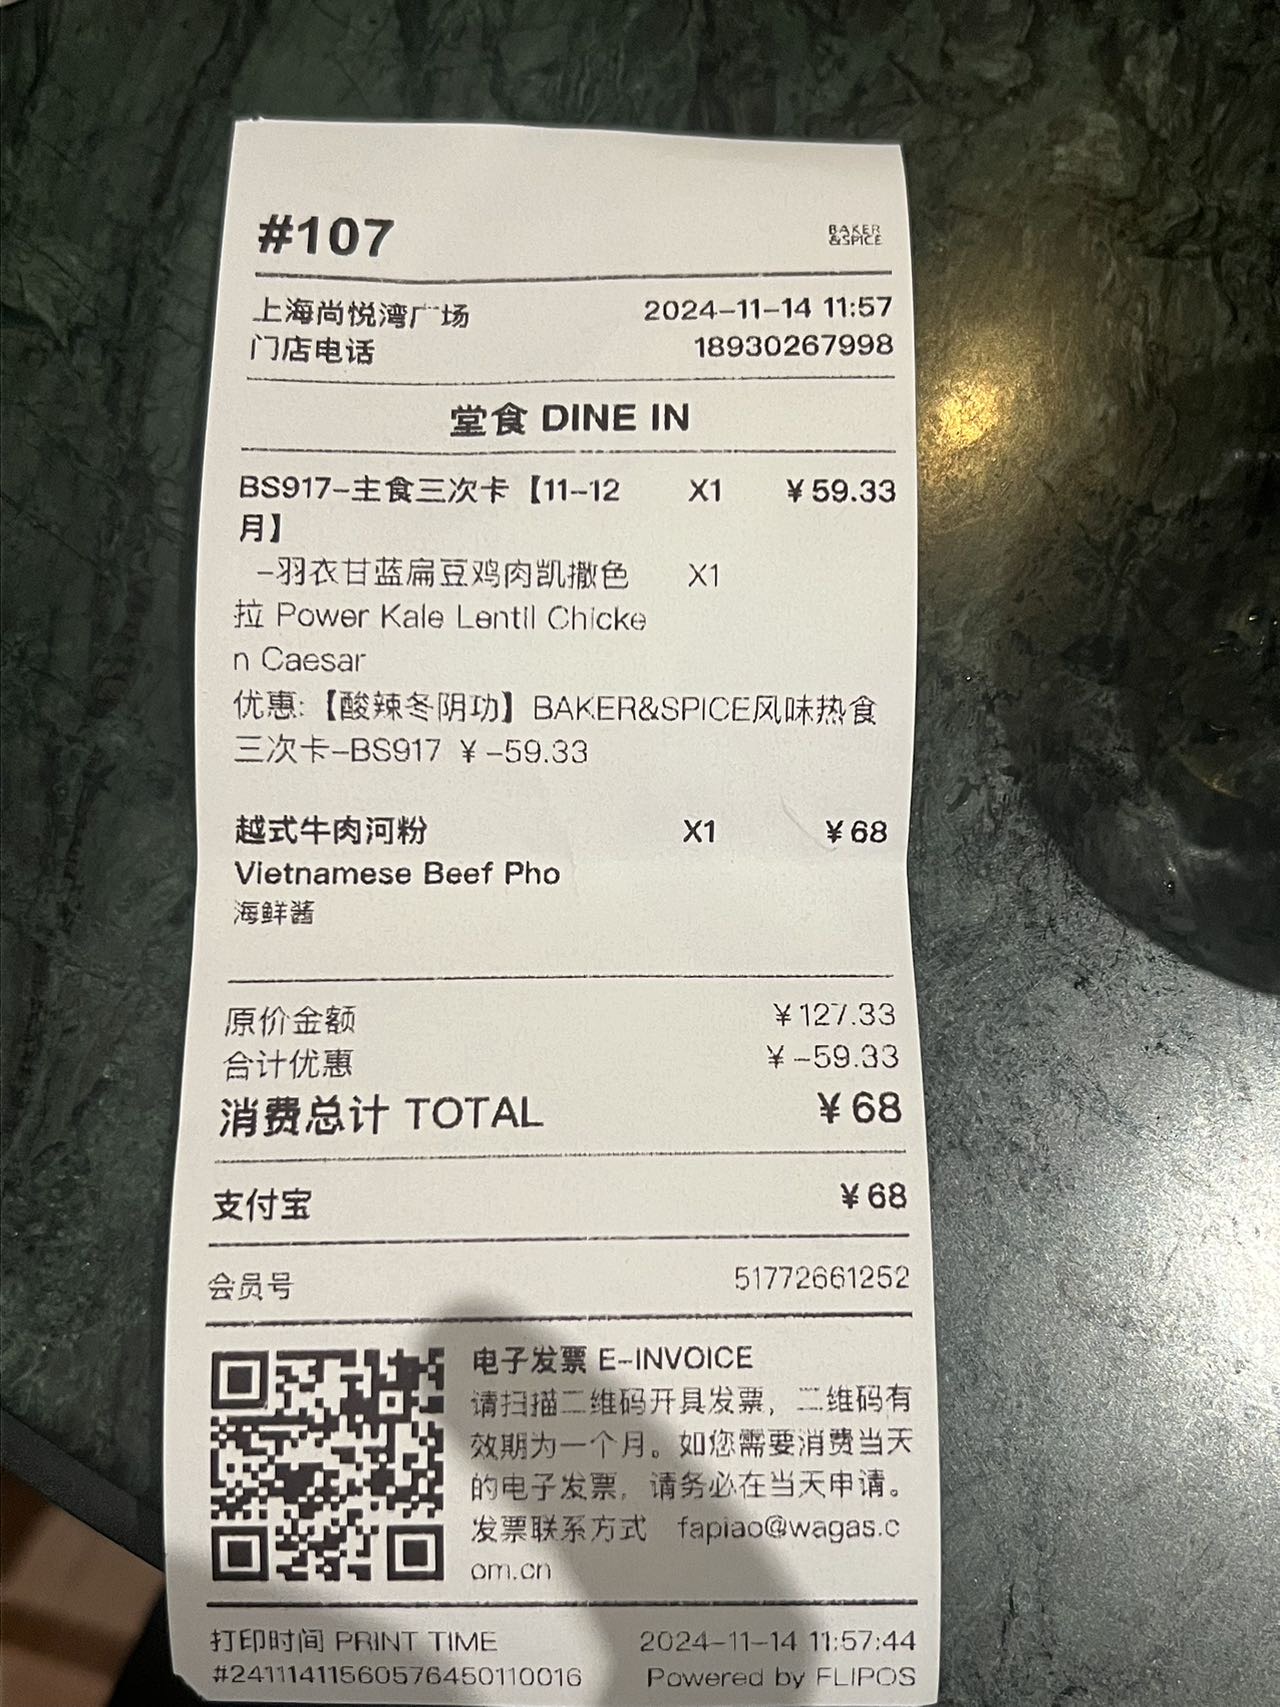 #107
BAKER
&SPICE
上海尚悦湾广场 2024-11-14 11:57
门店电话 18930267998
堂食 DINE IN
BS917-主食三次卡【11-12 X1 ¥59.33
月】
-羽衣甘蓝扁豆鸡肉凯撒色 X1
拉 Power Kale Lentil Chicke
n Caesar
优惠:【酸辣冬阴功】BAKER&SPICE风味热食
三次卡-BS917 ¥-59.33
越式牛肉河粉 X1 ¥68
Vietnamese Beef Pho
海鲜酱
原价金额 ¥127.33
合计优惠 ¥-59.33
消费总计 TOTAL ¥68
支付宝 ¥68
会员号 51772661252
电子发票 E-INVOICE
请扫描二维码开具发票，二维码有
效期为一个月。如您需要消费当天
的电子发票，请务必在当天申请。
发票联系方式 fapiao@wagas.c
om.cn
打印时间 PRINT TIME 2024-11-14 11:57:44
#24111411560576450110016 Powered by FLIPOS